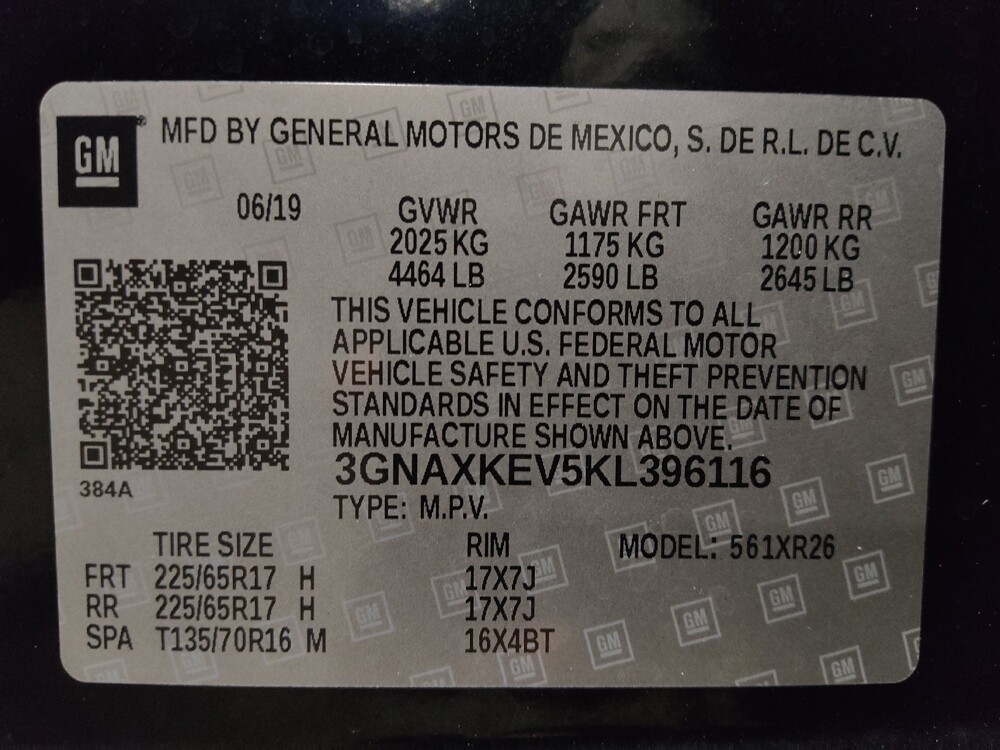 GM® MFD BY GENERAL MOTORS DE MEXICO, S. DE R.L. DE C.V.
06/19 GVWR GAWR FRT GAWR RR
2025 KG 1175 KG 1200 KG
4464 LB 2590 LB 2645 LB
THIS VEHICLE CONFORMS TO ALL
APPLICABLE U.S. FEDERAL MOTOR
VEHICLE SAFETY AND THEFT PREVENTION
STANDARDS IN EFFECT ON THE DATE OF
MANUFACTURE SHOWN ABOVE.
3GNAXKEV5KL396116
384A
TYPE: M.P.V.
TIRE SIZE RIM MODEL: 561XR26
FRT 225/65R17 H 17X7J
RR 225/65R17 H 17X7J
SPA T135/70R16 M 16X4BT